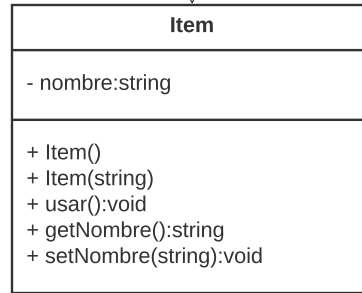 Item
- nombre:string
+ Item()
+ Item(string)
+ usar():void
+ getNombre():string
+ setNombre(string):void